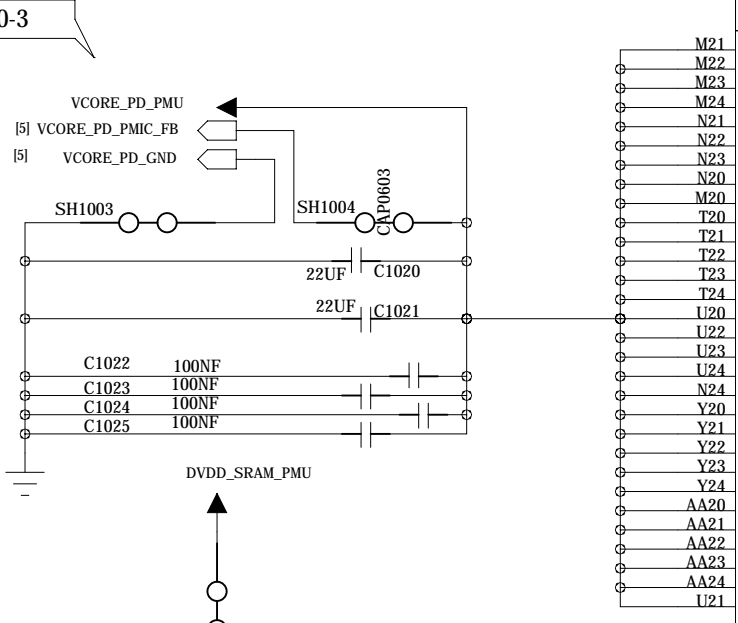 0-3
VCORE_PD_PMU
[5] VCORE_PD_PMIC_FB
[5] VCORE_PD_GND
SH1003
SH1004
CAP0603
22UF C1020
22UF C1021
C1022 100NF
C1023 100NF
C1024 100NF
C1025 100NF
DVDD_SRAM_PMU
M21
M22
M23
M24
N21
N22
N23
N20
M20
T20
T21
T22
T23
T24
U20
U22
U23
U24
N24
Y20
Y21
Y22
Y23
Y24
AA20
AA21
AA22
AA23
AA24
U21